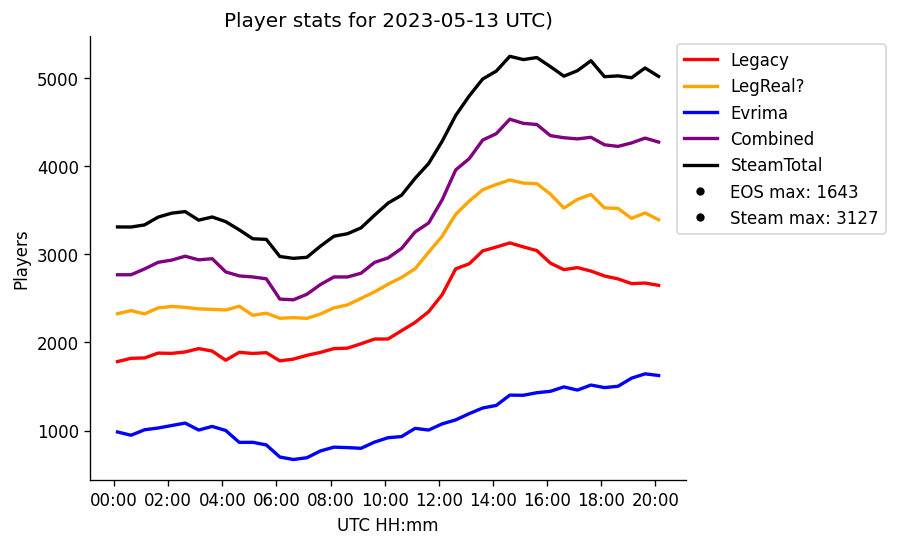 Player stats for 2023-05-13 UTC)
Legacy
LegReal?
Evrima
Combined
SteamTotal
EOS max: 1643
Steam max: 3127
5000
4000
3000
2000
1000
Players
00:00 02:00 04:00 06:00 08:00 10:00 12:00 14:00 16:00 18:00 20:00
UTC HH:mm